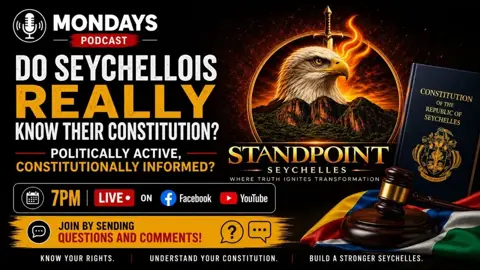 MONDAYS
PODCAST
DO SEYCHELLOIS
REALLY
KNOW THEIR CONSTITUTION?
POLITICALLY ACTIVE,
CONSTITUTIONALLY INFORMED?
7PM
LIVE ON Facebook YouTube
JOIN BY SENDING
QUESTIONS AND COMMENTS!
STANDPOINT
SEYCHELLES
WHERE TRUTH IGNITES TRANSFORMATION
CONSTITUTION
OF THE
REPUBLIC OF
SEYCHELLES
KNOW YOUR RIGHTS. UNDERSTAND YOUR CONSTITUTION. BUILD A STRONGER SEYCHELLES.